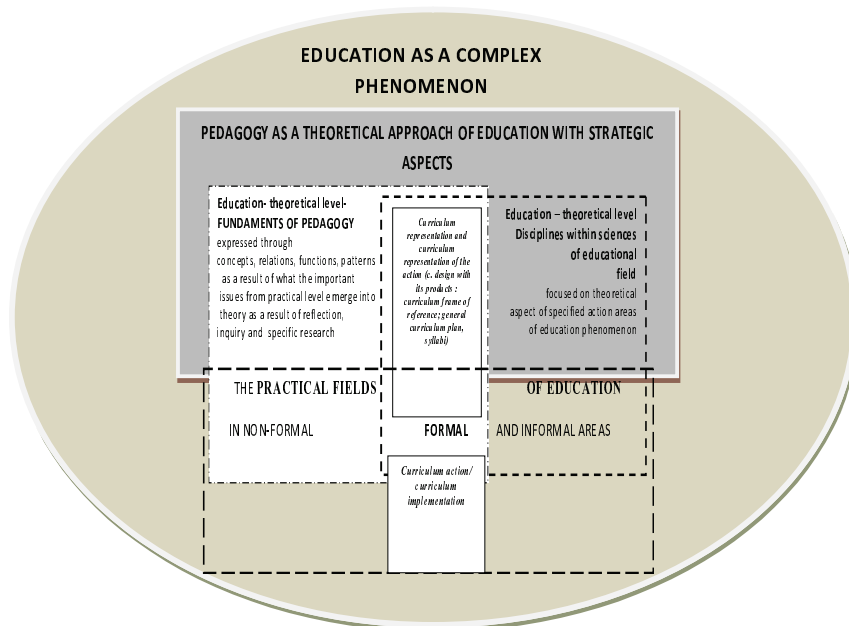 EDUCATION AS A COMPLEX
PHENOMENON
PEDAGOGY AS A THEORETICAL APPROACH OF EDUCATION WITH STRATEGIC
ASPECTS
Education- theoretical level-
FUNDAMENTS OF PEDAGOGY
expressed through
concepts, relations, functions, patterns
as a result of what the important
issues from practical level emerge into
theory as a result of reflection,
inquiry and specific research
Curriculum
representation and
curriculum
representation of the
action (c. design with
its products :
curriculum frame of
reference; general
curriculum plan,
syllabi)
Education – theoretical level
Disciplines within sciences
of educational
field
focused on theoretical
aspect of specified action areas
of education phenomenon
THE PRACTICAL FIELDS OF EDUCATION
IN NON-FORMAL FORMAL AND INFORMAL AREAS
Curriculum action/
curriculum
implementation